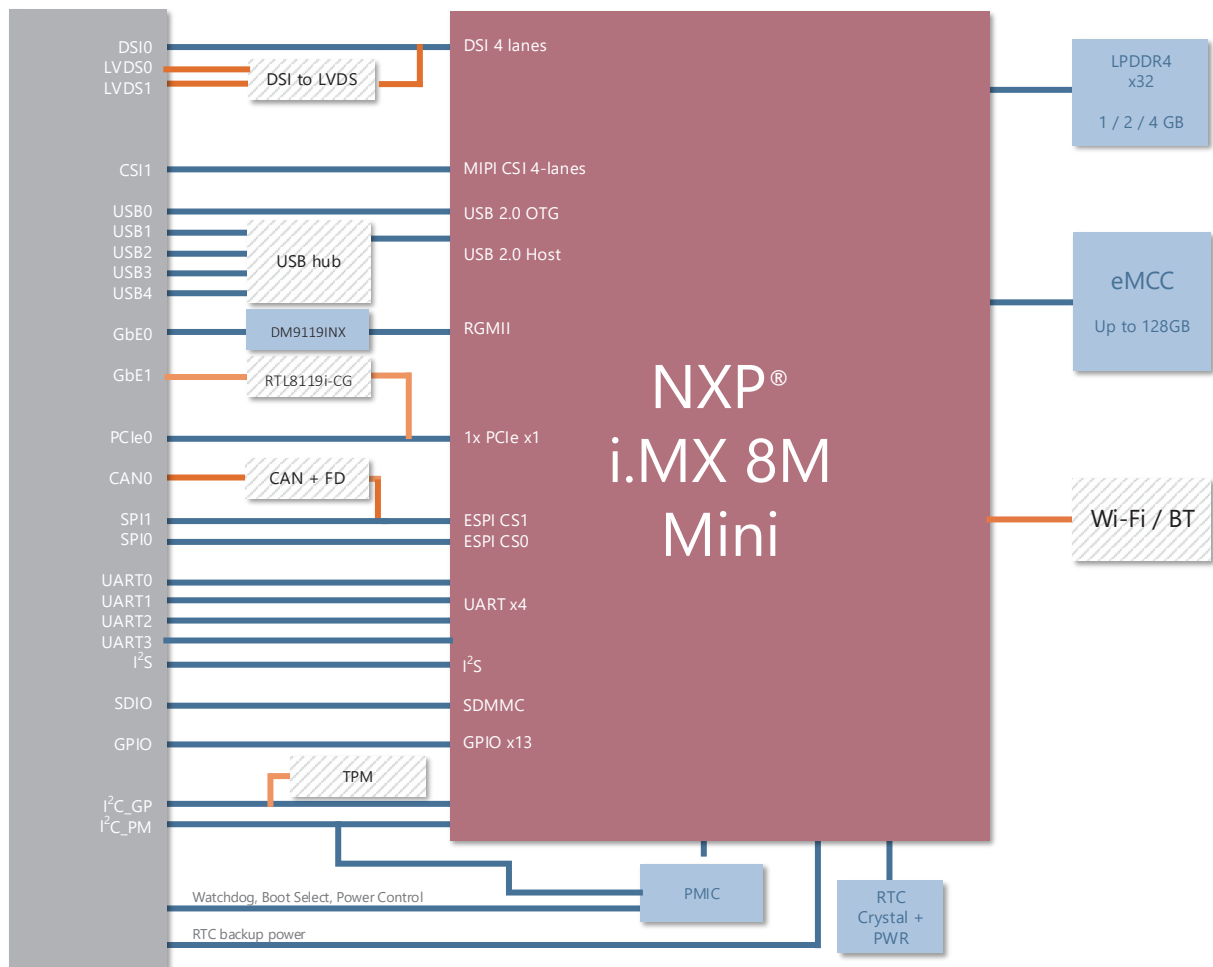 DSI0
LVDS0
LVDS1
CSI1
USB0
USB1
USB2
USB3
USB4
GbE0
GbE1
PCIe0
CAN0
SPI1
SPI0
UART0
UART1
UART2
UART3
I²S
SDIO
GPIO
I²C_GP
I²C_PM
DSI to LVDS
USB hub
DM9119INX
RTL8119i-CG
CAN + FD
TPM
Watchdog, Boot Select, Power Control
RTC backup power
DSI 4 lanes
MIPI CSI 4-lanes
USB 2.0 OTG
USB 2.0 Host
RGMII
1x PCIe x1
ESPI CS1
ESPI CS0
UART x4
I²S
SDMMC
GPIO x13
NXP®
i.MX 8M
Mini
PMIC
RTC
Crystal +
PWR
LPDDR4
x32
1 / 2 / 4 GB
eMCC
Up to 128GB
Wi-Fi / BT